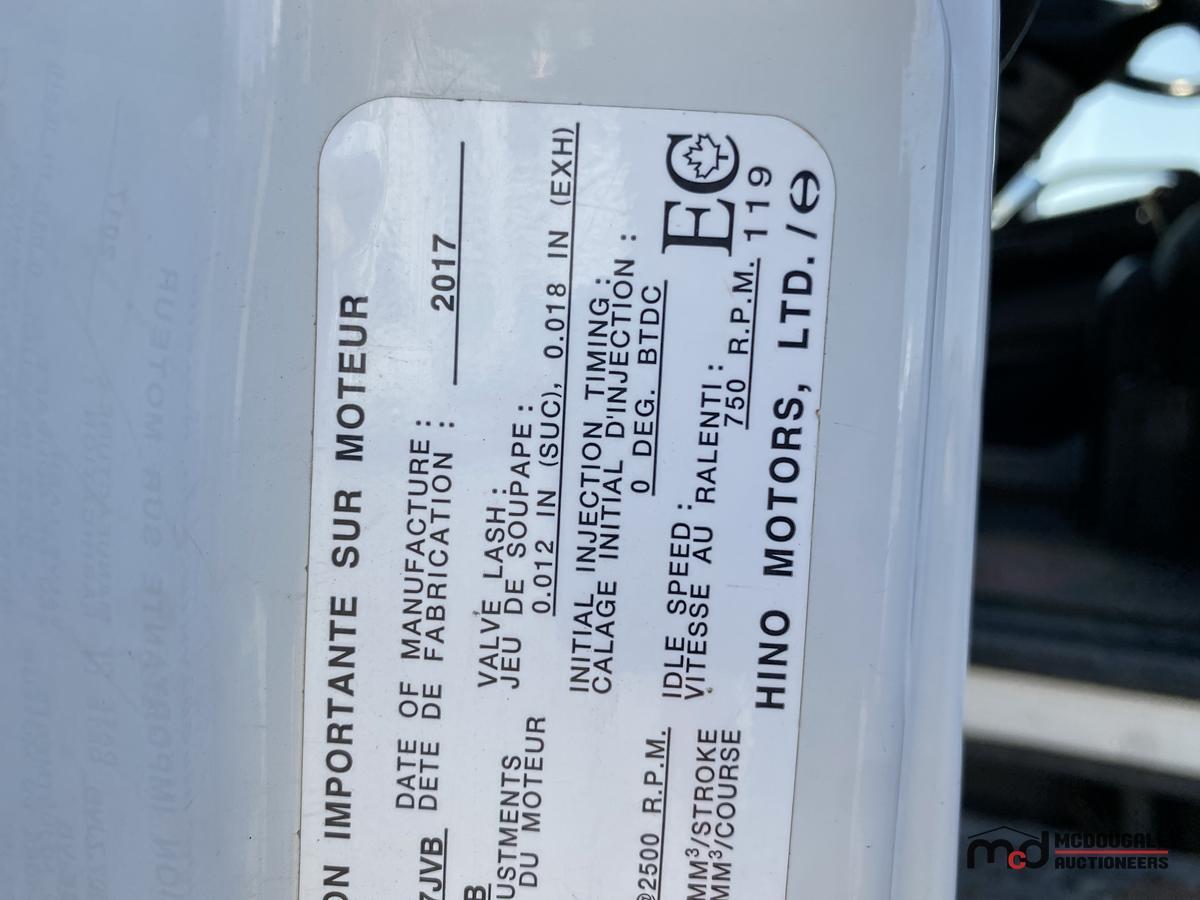 ON IMPORTANTE SUR MOTEUR
7JVB
B
USTMENTS
DU MOTEUR
@2500 R.P.M.
MM³/STROKE
MM³/COURSE
DATE OF MANUFACTURE :
DETE DE FABRICATION : 2017
VALVE LASH :
JEU DE SOUPAPE :
0.012 IN (SUC), 0.018 IN (EXH)
INITIAL INJECTION TIMING :
CALAGE INITIAL D'INJECTION :
0 DEG. BTDC
IDLE SPEED :
VITESSE AU RALENTI :
750 R.P.M.
EC
119
HINO MOTORS, LTD. /
mcd
MCDOUGALL
AUCTIONEERS